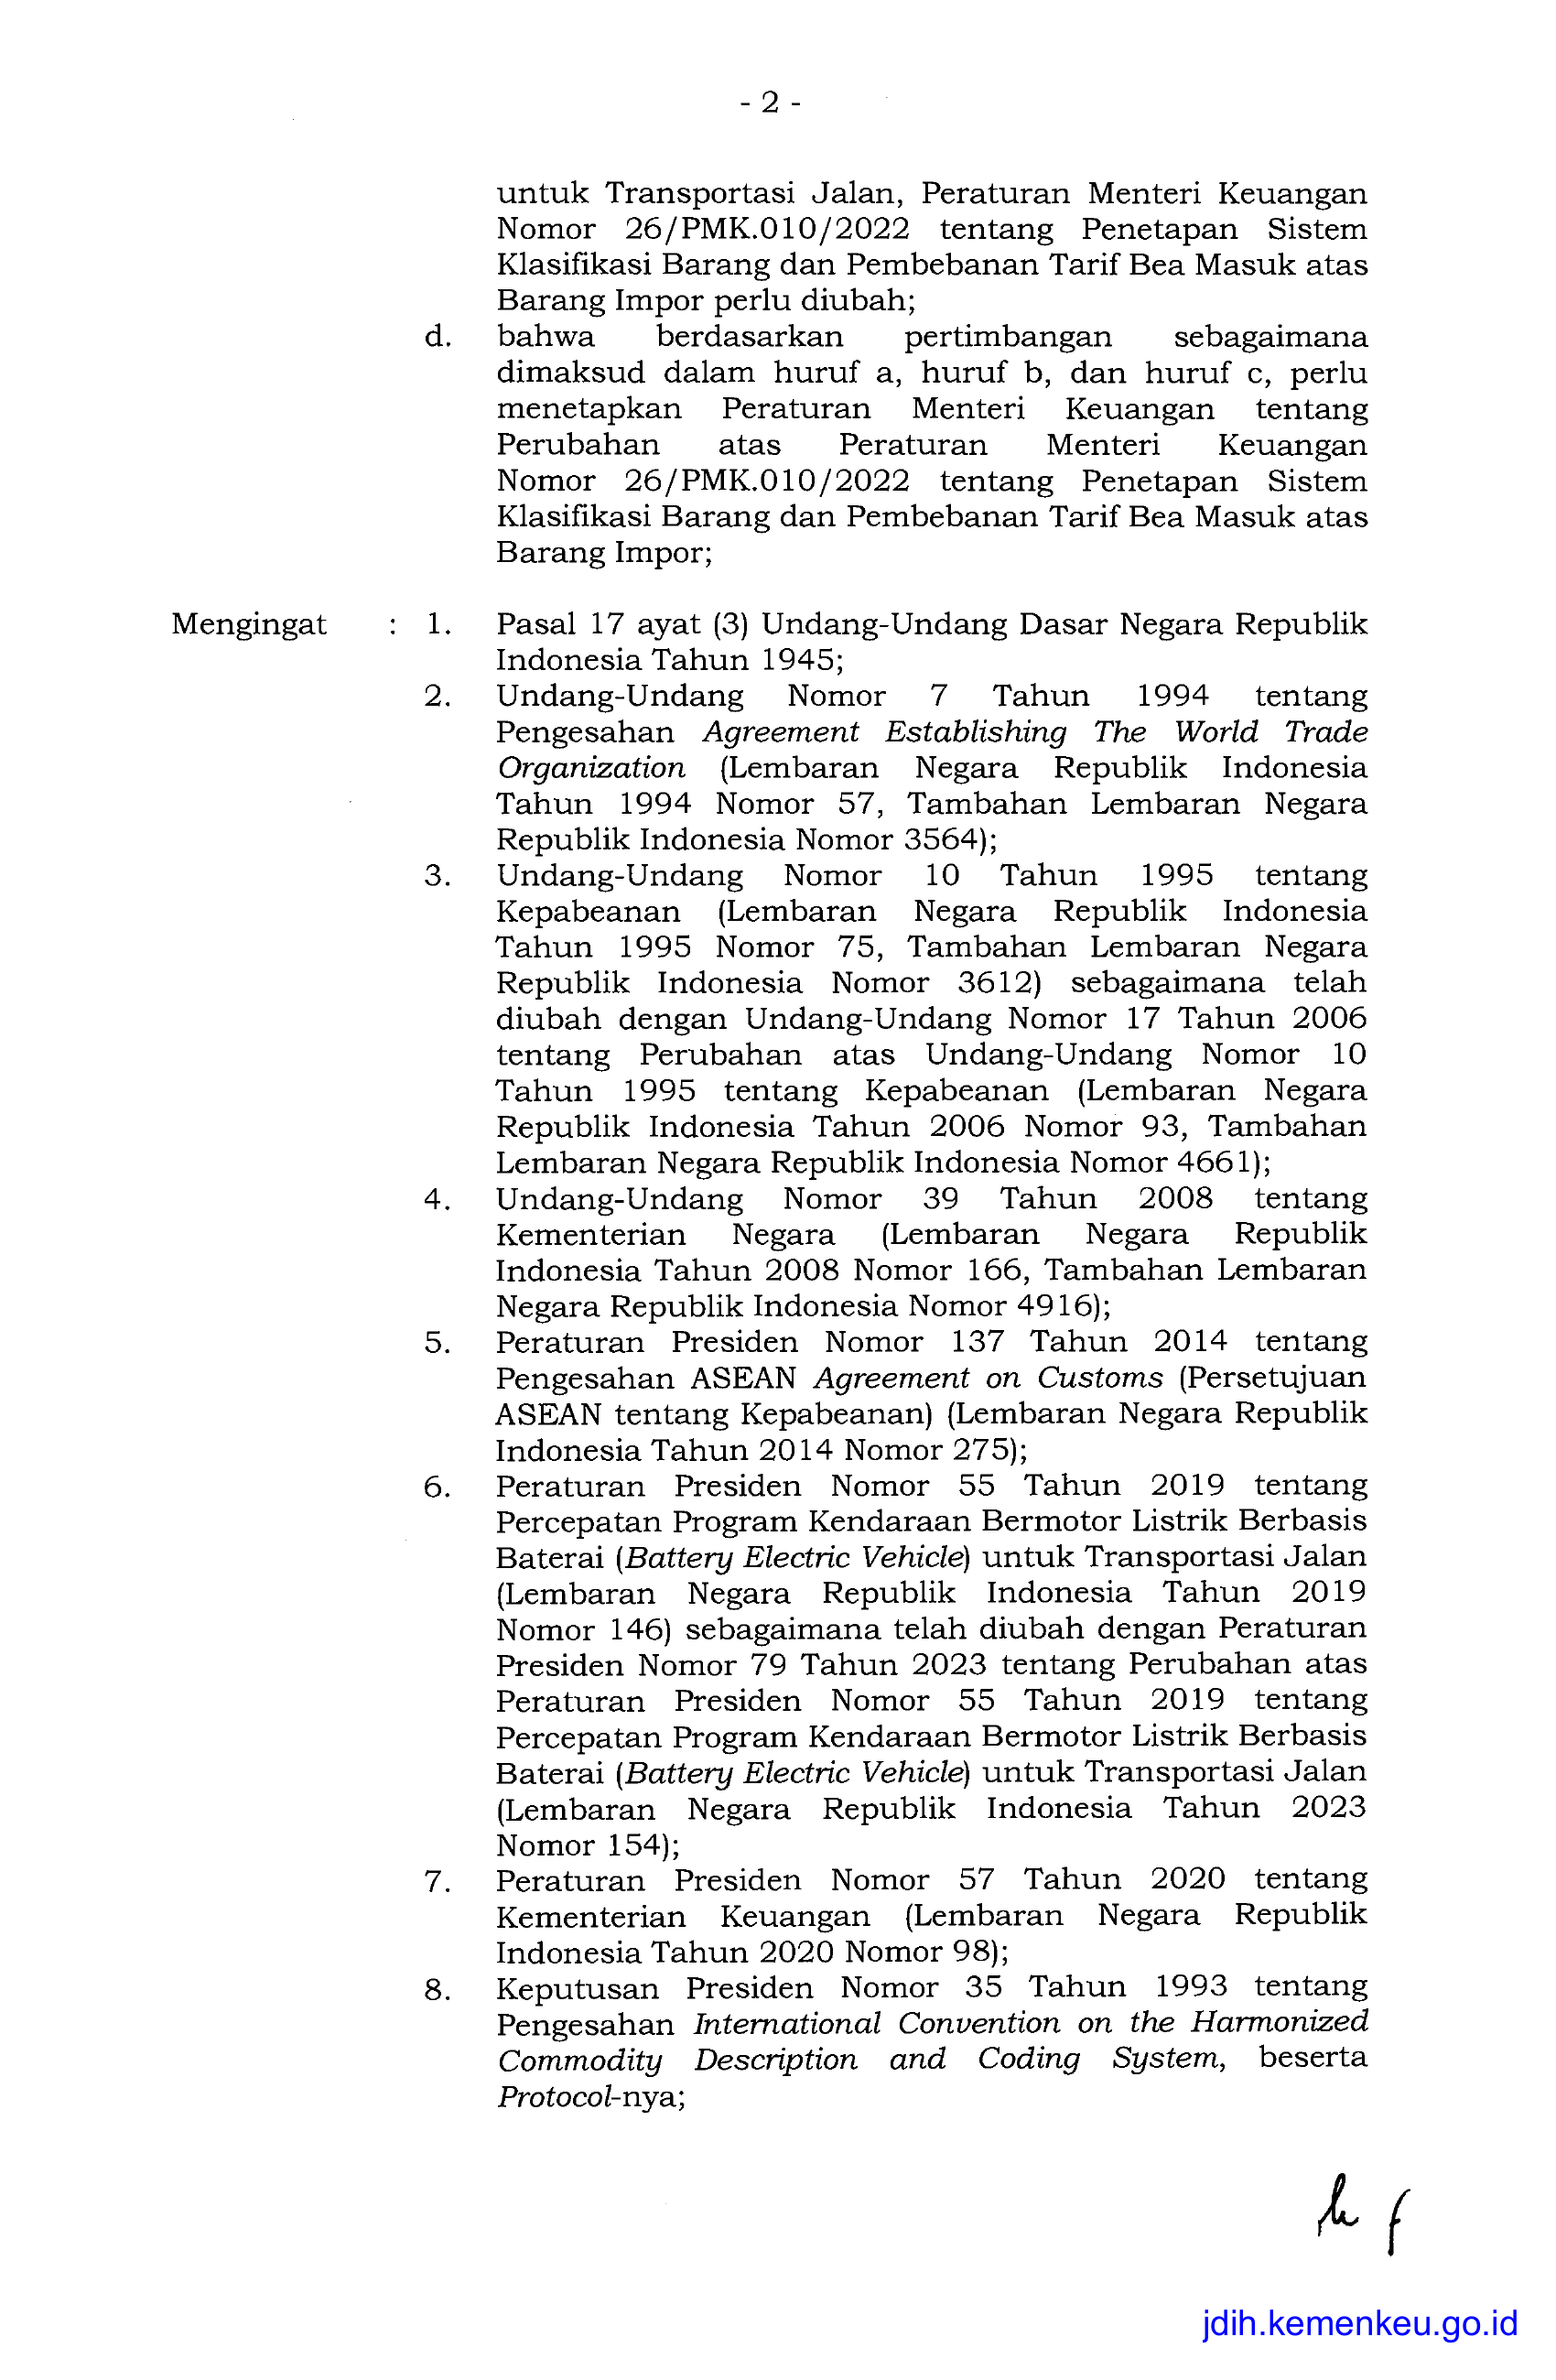 - 2 -
untuk Transportasi Jalan, Peraturan Menteri Keuangan
Nomor 26/PMK.010/2022 tentang Penetapan Sistem
Klasifikasi Barang dan Pembebanan Tarif Bea Masuk atas
Barang Impor perlu diubah;
d. bahwa berdasarkan pertimbangan sebagaimana
dimaksud dalam huruf a, huruf b, dan huruf c, perlu
menetapkan Peraturan Menteri Keuangan tentang
Perubahan atas Peraturan Menteri Keuangan
Nomor 26/PMK.010/2022 tentang Penetapan Sistem
Klasifikasi Barang dan Pembebanan Tarif Bea Masuk atas
Barang Impor;
Mengingat : 1. Pasal 17 ayat (3) Undang-Undang Dasar Negara Republik
Indonesia Tahun 1945;
2. Undang-Undang Nomor 7 Tahun 1994 tentang
Pengesahan Agreement Establishing The World Trade
Organization (Lembaran Negara Republik Indonesia
Tahun 1994 Nomor 57, Tambahan Lembaran Negara
Republik Indonesia Nomor 3564);
3. Undang-Undang Nomor 10 Tahun 1995 tentang
Kepabeanan (Lembaran Negara Republik Indonesia
Tahun 1995 Nomor 75, Tambahan Lembaran Negara
Republik Indonesia Nomor 3612) sebagaimana telah
diubah dengan Undang-Undang Nomor 17 Tahun 2006
tentang Perubahan atas Undang-Undang Nomor 10
Tahun 1995 tentang Kepabeanan (Lembaran Negara
Republik Indonesia Tahun 2006 Nomor 93, Tambahan
Lembaran Negara Republik Indonesia Nomor 4661);
4. Undang-Undang Nomor 39 Tahun 2008 tentang
Kementerian Negara (Lembaran Negara Republik
Indonesia Tahun 2008 Nomor 166, Tambahan Lembaran
Negara Republik Indonesia Nomor 4916);
5. Peraturan Presiden Nomor 137 Tahun 2014 tentang
Pengesahan ASEAN Agreement on Customs (Persetujuan
ASEAN tentang Kepabeanan) (Lembaran Negara Republik
Indonesia Tahun 2014 Nomor 275);
6. Peraturan Presiden Nomor 55 Tahun 2019 tentang
Percepatan Program Kendaraan Bermotor Listrik Berbasis
Baterai (Battery Electric Vehicle) untuk Transportasi Jalan
(Lembaran Negara Republik Indonesia Tahun 2019
Nomor 146) sebagaimana telah diubah dengan Peraturan
Presiden Nomor 79 Tahun 2023 tentang Perubahan atas
Peraturan Presiden Nomor 55 Tahun 2019 tentang
Percepatan Program Kendaraan Bermotor Listrik Berbasis
Baterai (Battery Electric Vehicle) untuk Transportasi Jalan
(Lembaran Negara Republik Indonesia Tahun 2023
Nomor 154);
7. Peraturan Presiden Nomor 57 Tahun 2020 tentang
Kementerian Keuangan (Lembaran Negara Republik
Indonesia Tahun 2020 Nomor 98);
8. Keputusan Presiden Nomor 35 Tahun 1993 tentang
Pengesahan International Convention on the Harmonized
Commodity Description and Coding System, beserta
Protocol-nya;
jdih.kemenkeu.go.id